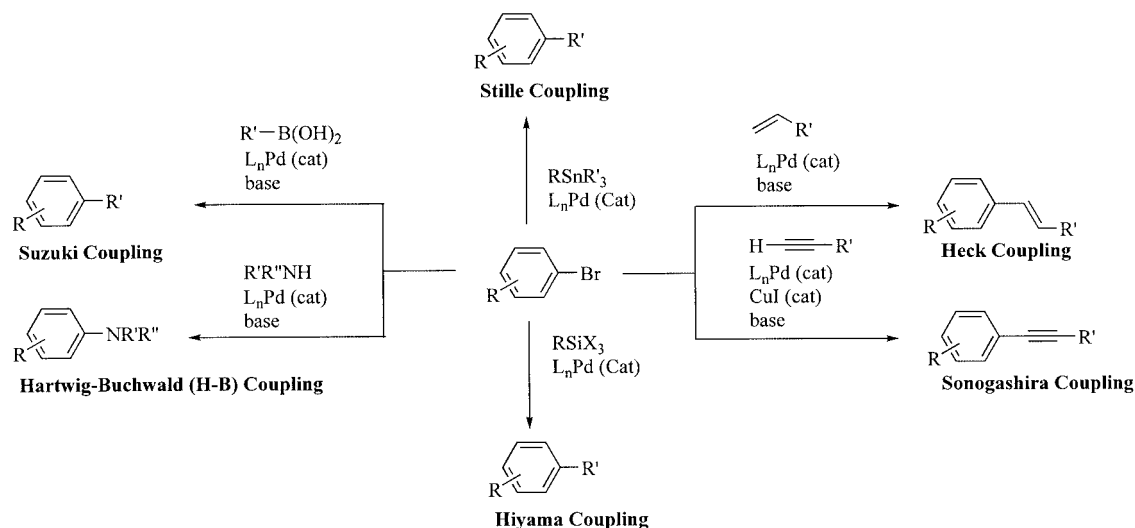 R'
R
Stille Coupling
R'—B(OH)2
LnPd (cat)
base
R'
R
Suzuki Coupling
RSnR'3
LnPd (Cat)
R'
LnPd (cat)
base
R
R'
Heck Coupling
R'R''NH
LnPd (cat)
base
NR'R''
R
Hartwig-Buchwald (H-B) Coupling
Br
R
H
R'
LnPd (cat)
CuI (cat)
base
R'
R
Sonogashira Coupling
RSiX3
LnPd (Cat)
R'
R
Hiyama Coupling